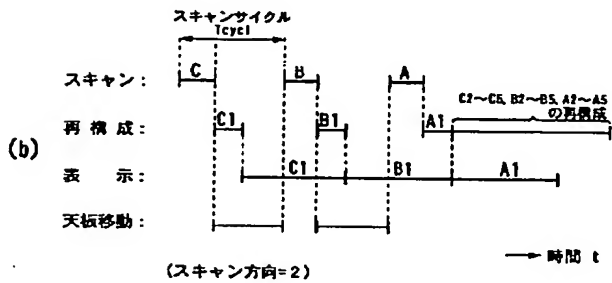 スキャンサイクル
Tcycl
スキャン: C B A
C2～C5, B2～B5, A2～A5
の再構成
再構成: C1 B1 A1
(b)
表示: C1 B1 A1
天板移動:
時間 t
(スキャン方向=2)